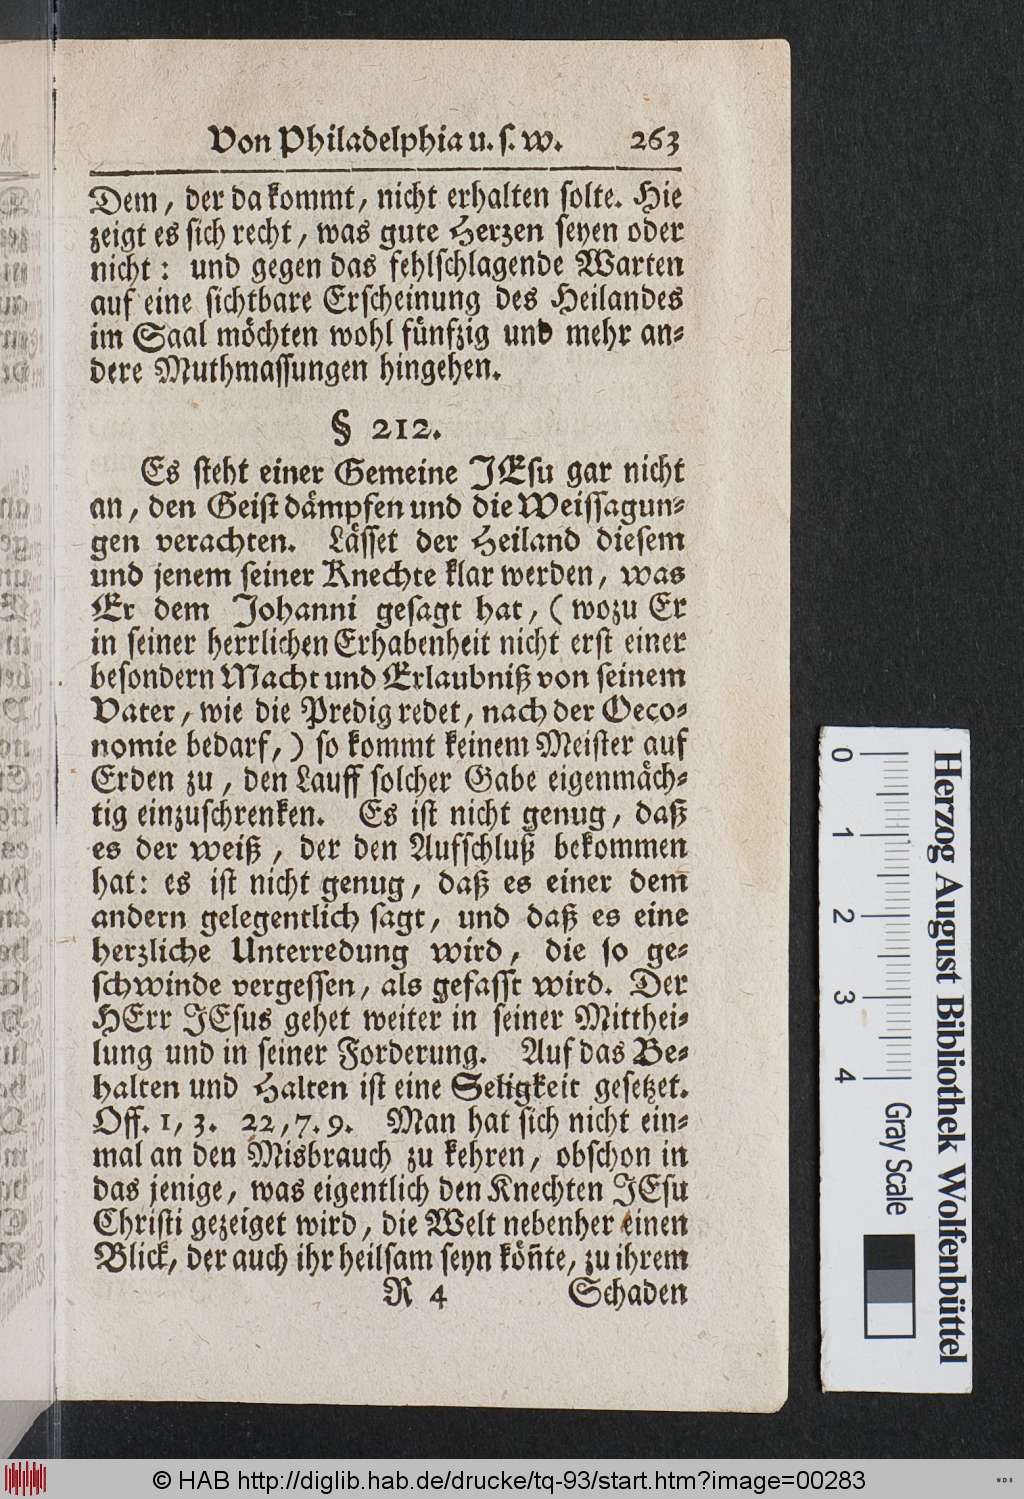 Von Philadelphia u. ſ. w. 263
Dem, der da kommt, nicht erhalten ſolte. Hie
zeigt es ſich recht, was gute Herzen ſeyen oder
nicht: und gegen das fehlſchlagende Warten
auf eine ſichtbare Erſcheinung des Heilandes
im Saal möchten wohl fünfzig und mehr an⸗
dere Muthmaſſungen hingehen.
§ 212.
Es ſteht einer Gemeine JEſu gar nicht
an, den Geiſt dämpfen und die Weiſſagun⸗
gen verachten. Läſſet der Heiland dieſem
und jenem ſeiner Knechte klar werden, was
Er dem Johanni geſagt hat, (wozu Er
in ſeiner herrlichen Erhabenheit nicht erſt einer
beſondern Macht und Erlaubniß von ſeinem
Vater, wie die Predig redet, nach der Oeco⸗
nomie bedarf,) ſo kommt keinem Meiſter auf
Erden zu, den Lauff ſolcher Gabe eigenmäch⸗
tig einzuſchrenken. Es iſt nicht genug, daß
es der weiß, der den Aufſchluß bekommen
hat: es iſt nicht genug, daß es einer dem
andern gelegentlich ſagt, und daß es eine
herzliche Unterredung wird, die ſo ge⸗
ſchwinde vergeſſen, als gefaſſt wird. Der
HErr JEſus gehet weiter in ſeiner Mitthei⸗
lung und in ſeiner Forderung. Auf das Be⸗
halten und Halten iſt eine Seligkeit geſetzet.
Off. 1, 3. 22, 7. 9. Man hat ſich nicht ein⸗
mal an den Misbrauch zu kehren, obſchon in
das jenige, was eigentlich den Knechten JEſu
Chriſti gezeiget wird, die Welt nebenher einen
Blick, der auch ihr heilſam ſeyn köñte, zu ihrem
R 4 Schaden
0 1 2 3 4
Gray Scale
Herzog August Bibliothek Wolfenbüttel
© HAB http://diglib.hab.de/drucke/tq-93/start.htm?image=00283